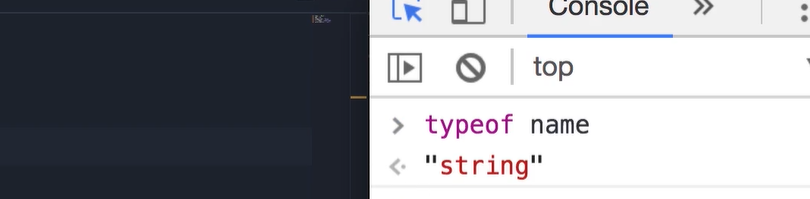 Console
top
typeof name
"string"